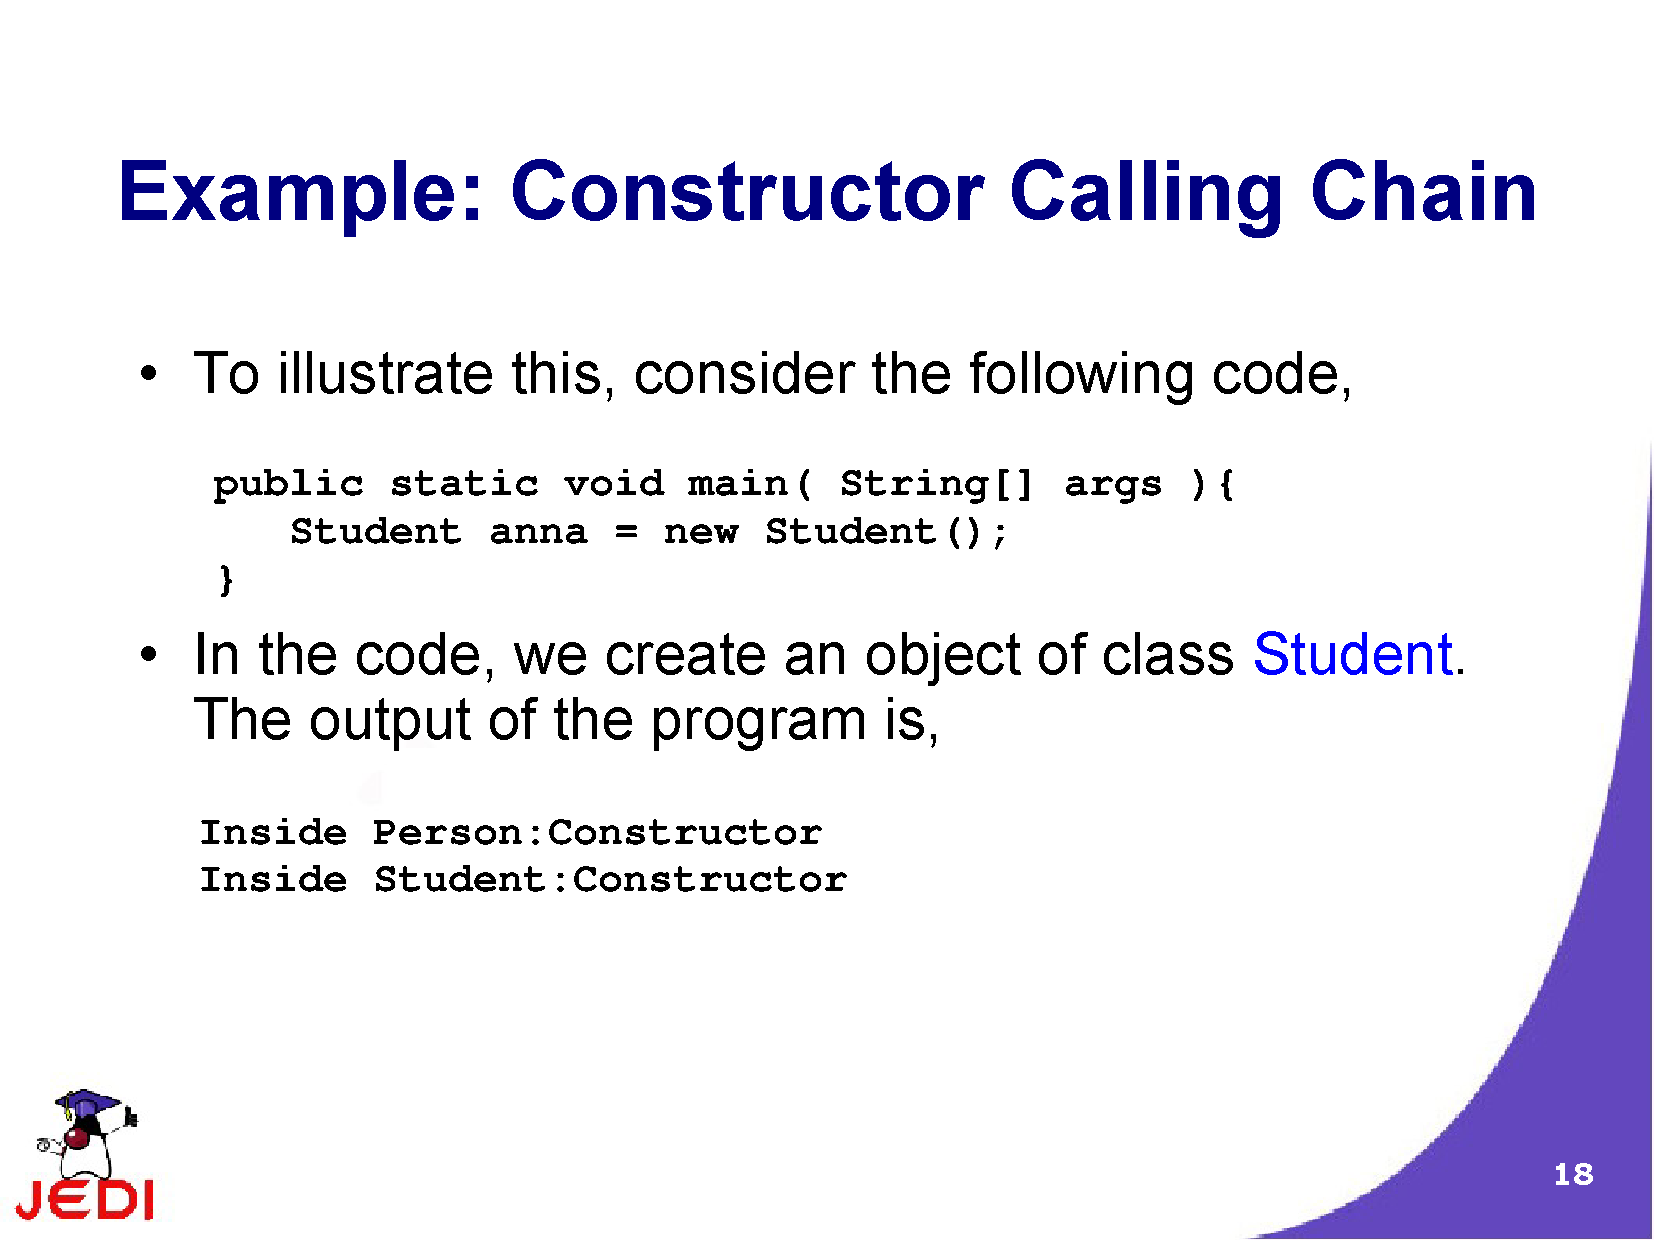 Example: Constructor Calling Chain
• To illustrate this, consider the following code,
public static void main( String[] args ){
Student anna = new Student();
}
• In the code, we create an object of class Student.
The output of the program is,
Inside Person:Constructor
Inside Student:Constructor
JEDI
18